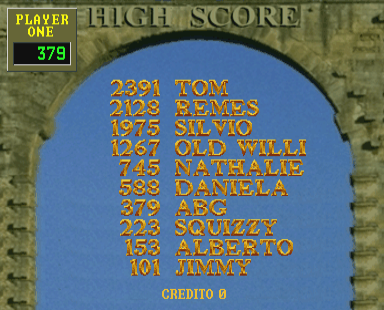 PLAYER
ONE
379
HIGH SCORE
2391 TOM
2128 REMES
1975 SILVIO
1267 OLD WILLI
745 NATHALIE
588 DANIELA
379 ABG
223 SQUIZZY
153 ALBERTO
101 JIMMY
CREDITO 0